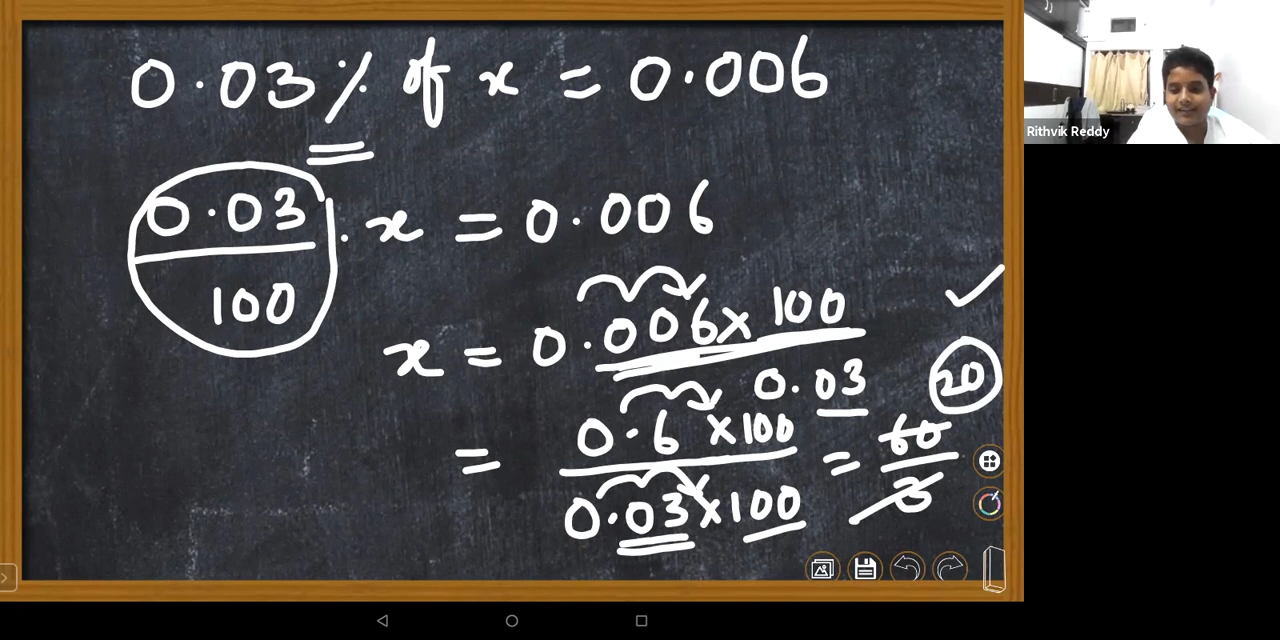 0.03% of x = 0.006
0.03
100
. x = 0.006
x = 0.006 x 100
0.03
20
= 0.6 x 100
0.03 x 100
= 60
3
Rithvik Reddy